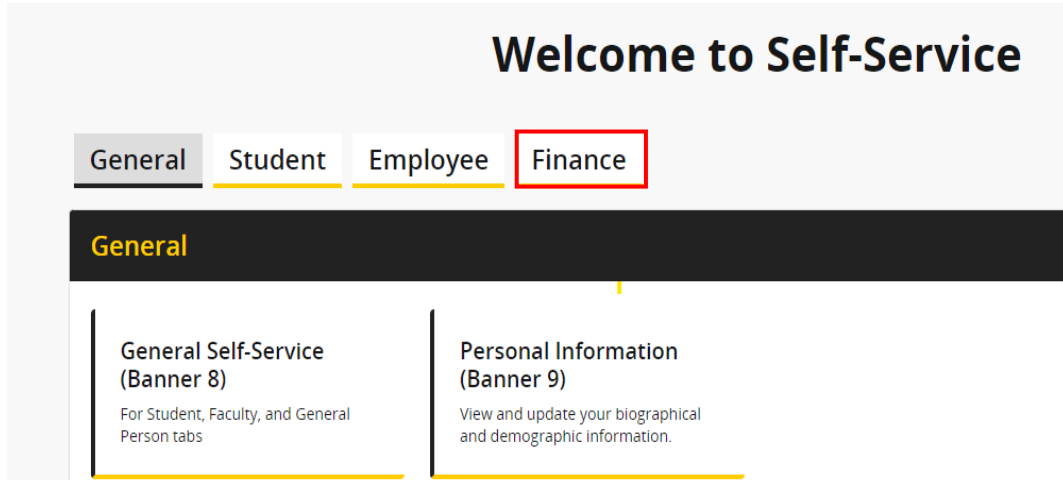 Welcome to Self-Service
General Student Employee Finance
General
General Self-Service
(Banner 8)
For Student, Faculty, and General
Person tabs
Personal Information
(Banner 9)
View and update your biographical
and demographic information.